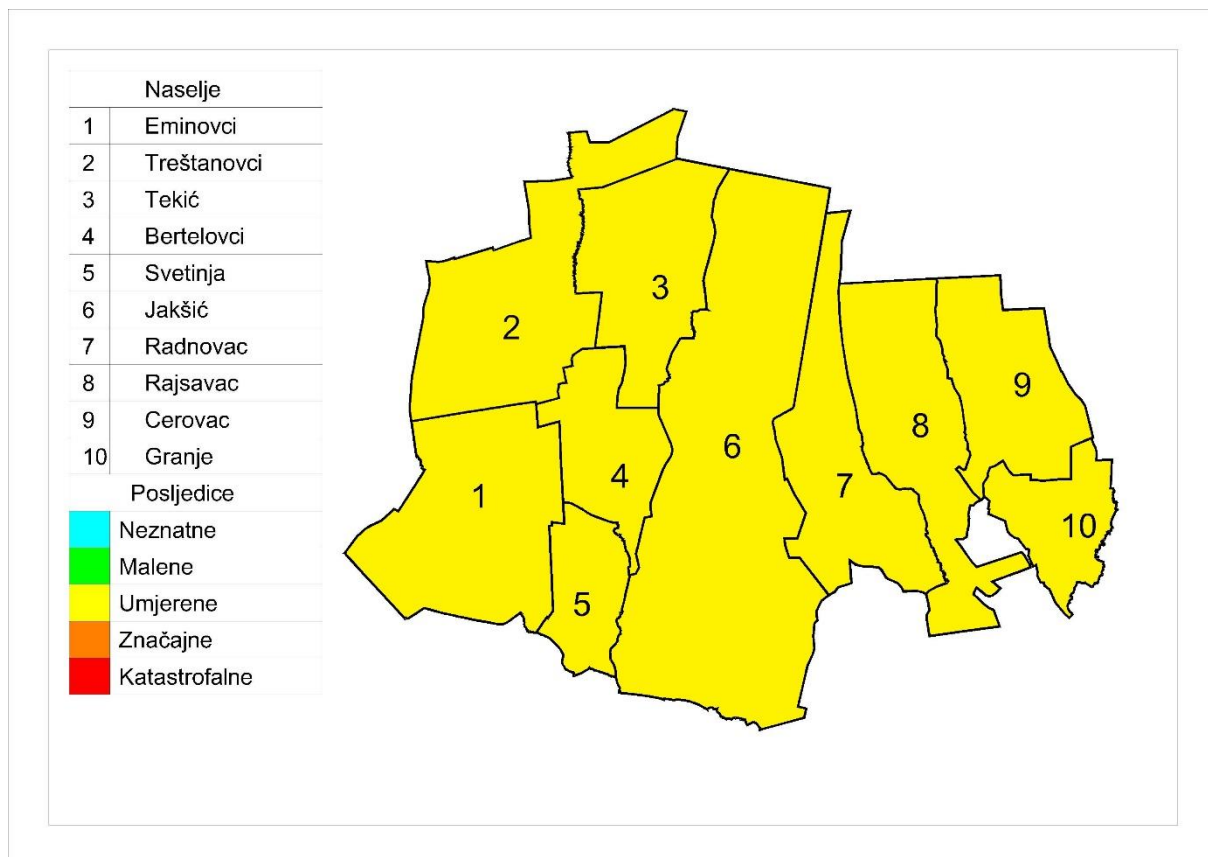 Naselje
1 Eminovci
2 Treštanovci
3 Tekić
4 Bertelovci
5 Svetinja
6 Jakšić
7 Radnovac
8 Rajsavac
9 Cerovac
10 Granje
Posljedice
Neznatne
Malene
Umjerene
Značajne
Katastrofalne
3
2
9
8
6
4
7
1
10
5